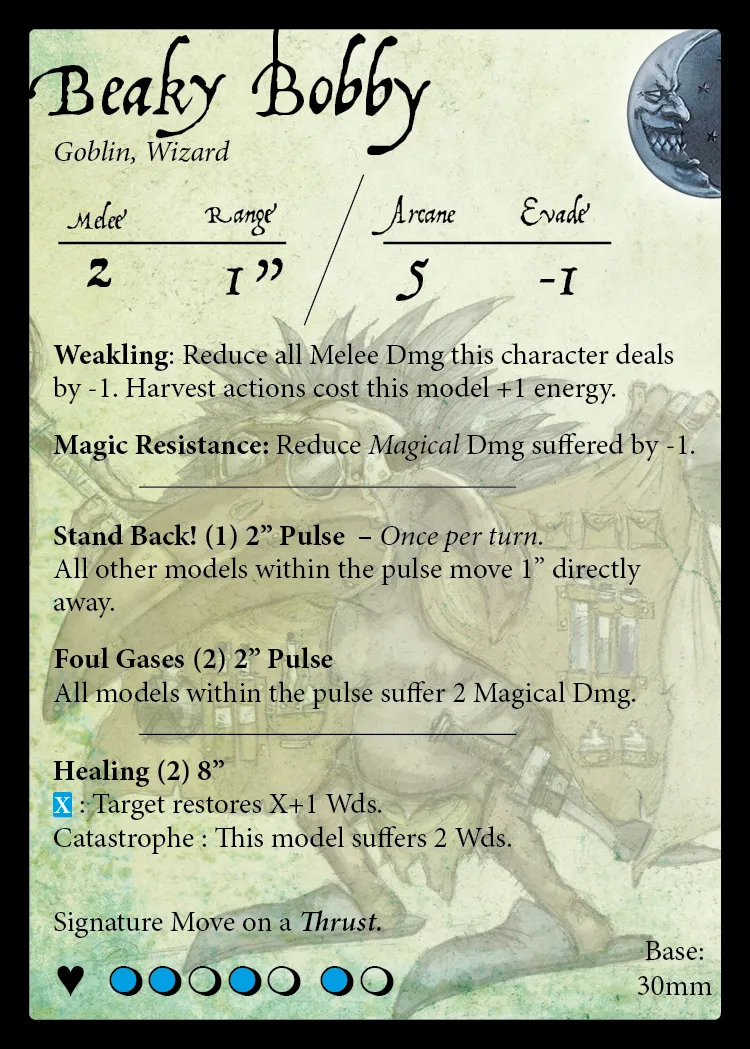 Beaky Bobby
Goblin, Wizard
Melee Range Arcane Evade
2 1” 5 -1
Weakling: Reduce all Melee Dmg this character deals
by -1. Harvest actions cost this model +1 energy.
Magic Resistance: Reduce Magical Dmg suffered by -1.
Stand Back! (1) 2” Pulse – Once per turn.
All other models within the pulse move 1” directly
away.
Foul Gases (2) 2” Pulse
All models within the pulse suffer 2 Magical Dmg.
Healing (2) 8”
X : Target restores X+1 Wds.
Catastrophe : This model suffers 2 Wds.
Signature Move on a Thrust.
Base:
30mm